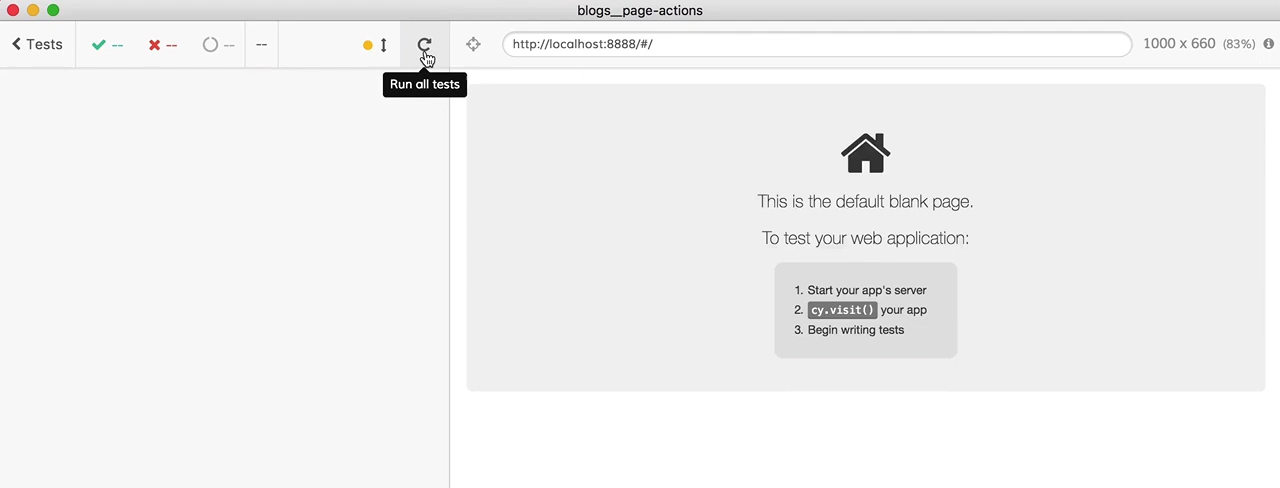 blogs__page-actions
Tests -- -- -- -- http://localhost:8888/#/ 1000 x 660 (83%)
Run all tests
This is the default blank page.
To test your web application:
1. Start your app's server
2. cy.visit() your app
3. Begin writing tests